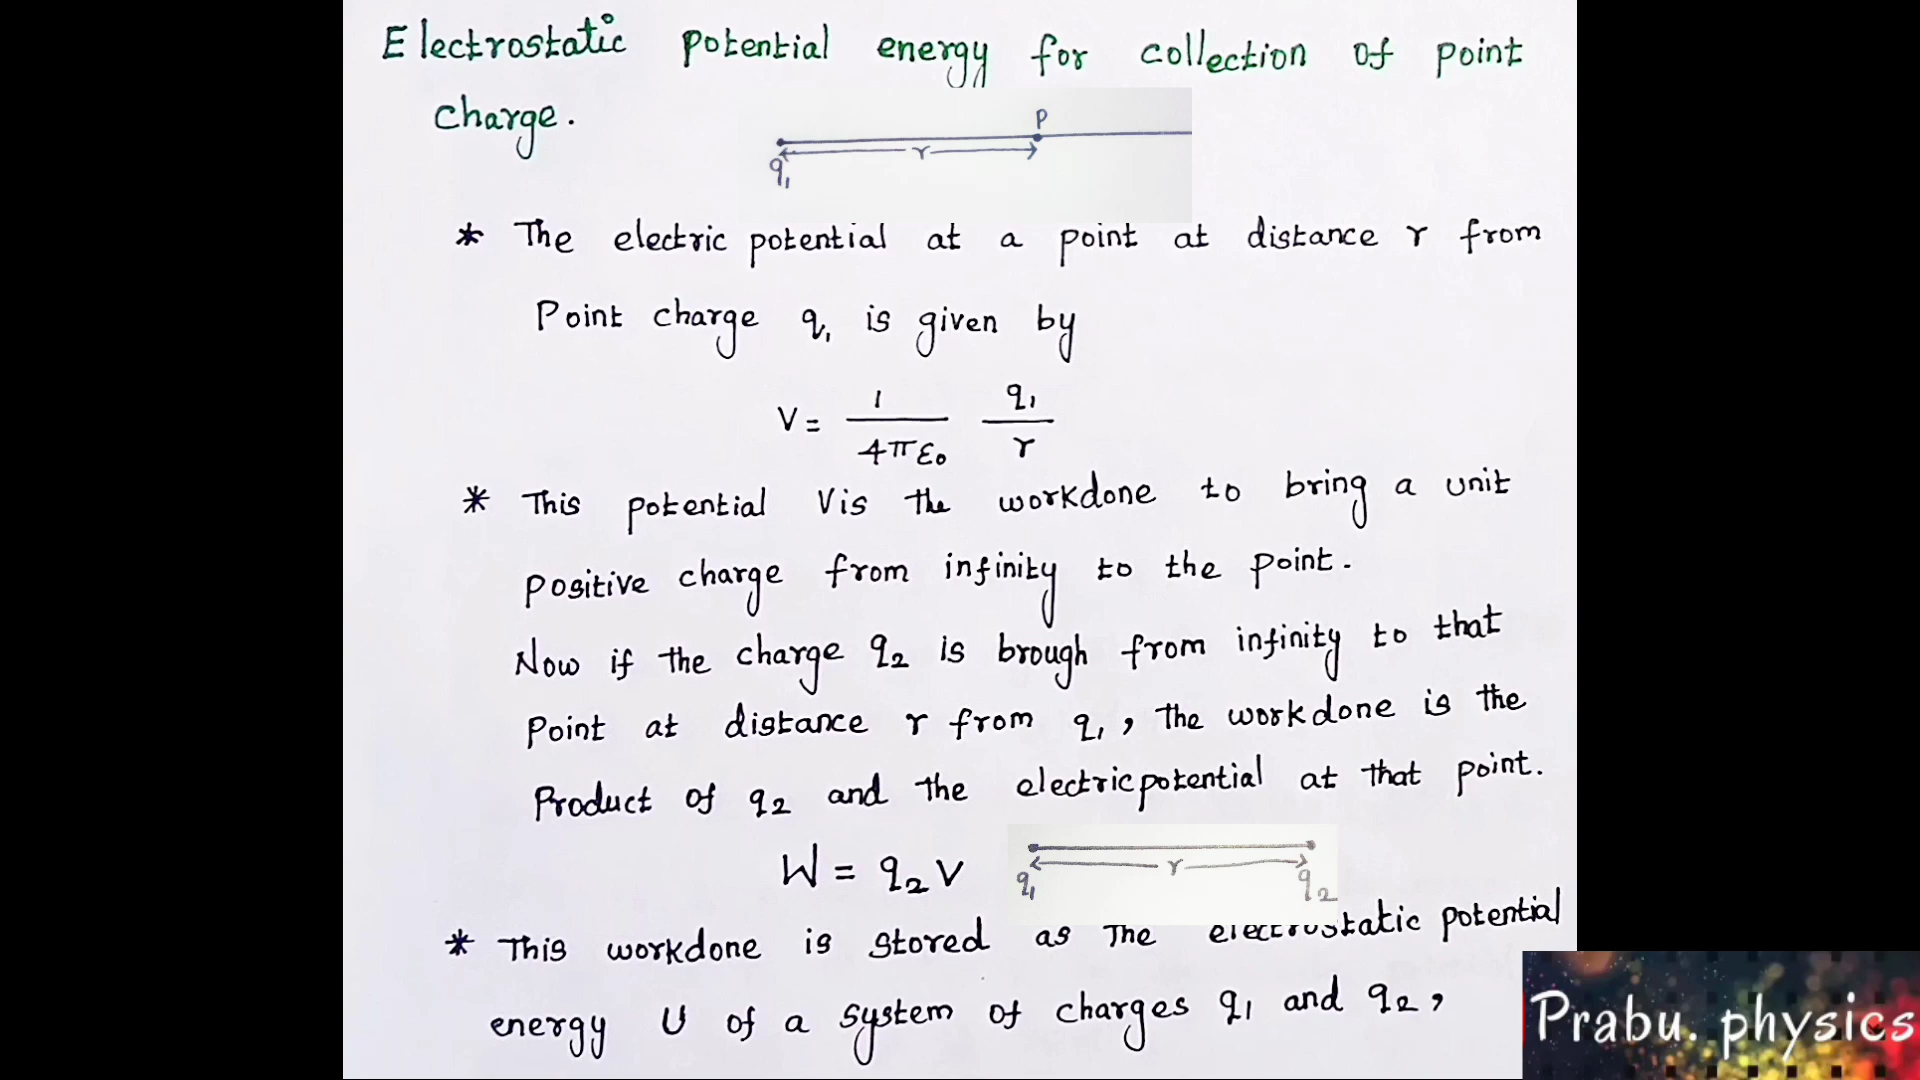 Electrostatic potential energy for collection of point
charge.
P
r
q₁
* The electric potential at a point at distance r from
Point charge q₁ is given by
V = 1/4πε₀ q₁/r
* This potential V is the workdone to bring a unit
positive charge from infinity to the point.
Now if the charge q₂ is brough from infinity to that
point at distance r from q₁, the workdone is the
Product of q₂ and the electric potential at that point.
W = q₂V
r
q₁ q₂
* This workdone is stored as the electrostatic potential
energy U of a system of charges q₁ and q₂,
Prabu. physics